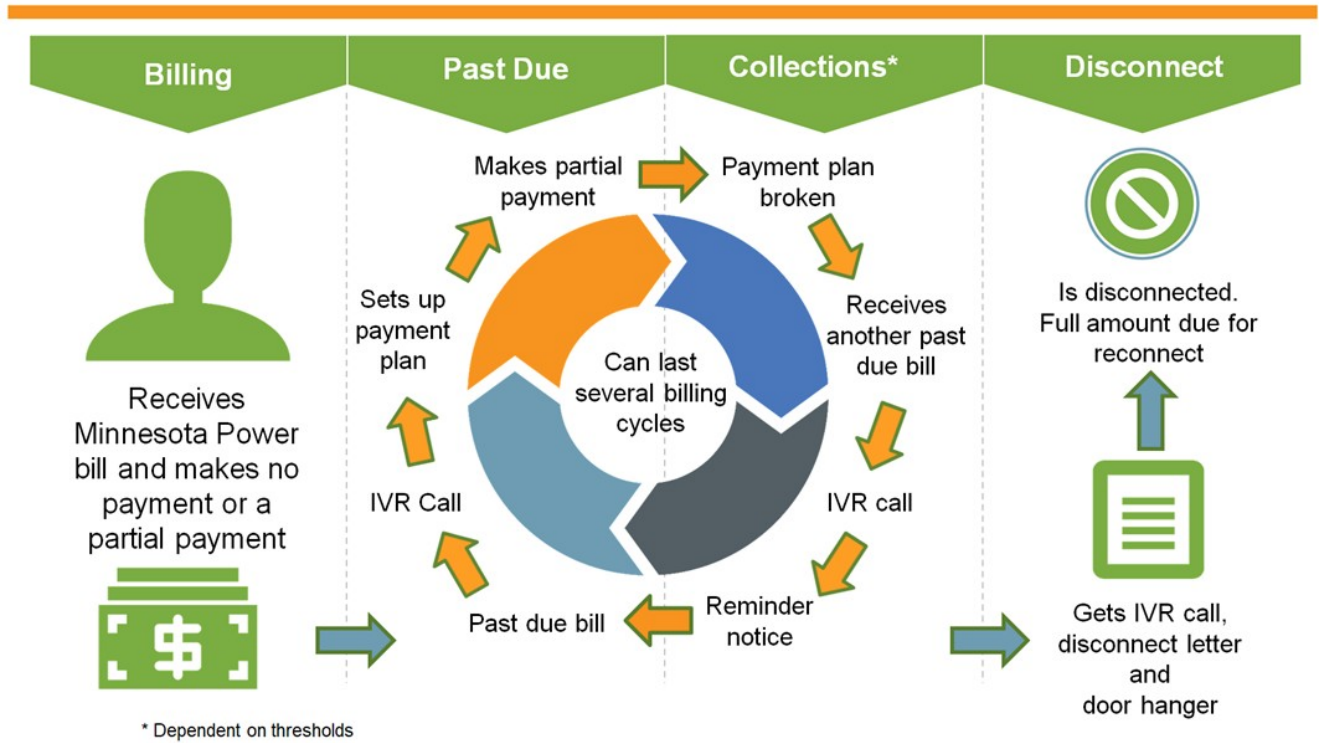 Billing
Past Due
Collections*
Disconnect
Receives
Minnesota Power
bill and makes no
payment or a
partial payment
$
Past due bill
IVR Call
Sets up
payment
plan
Makes partial
payment
Payment plan
broken
Receives
another past
due bill
IVR call
Reminder
notice
Can last
several billing
cycles
Gets IVR call,
disconnect letter
and
door hanger
Is disconnected.
Full amount due for
reconnect
* Dependent on thresholds